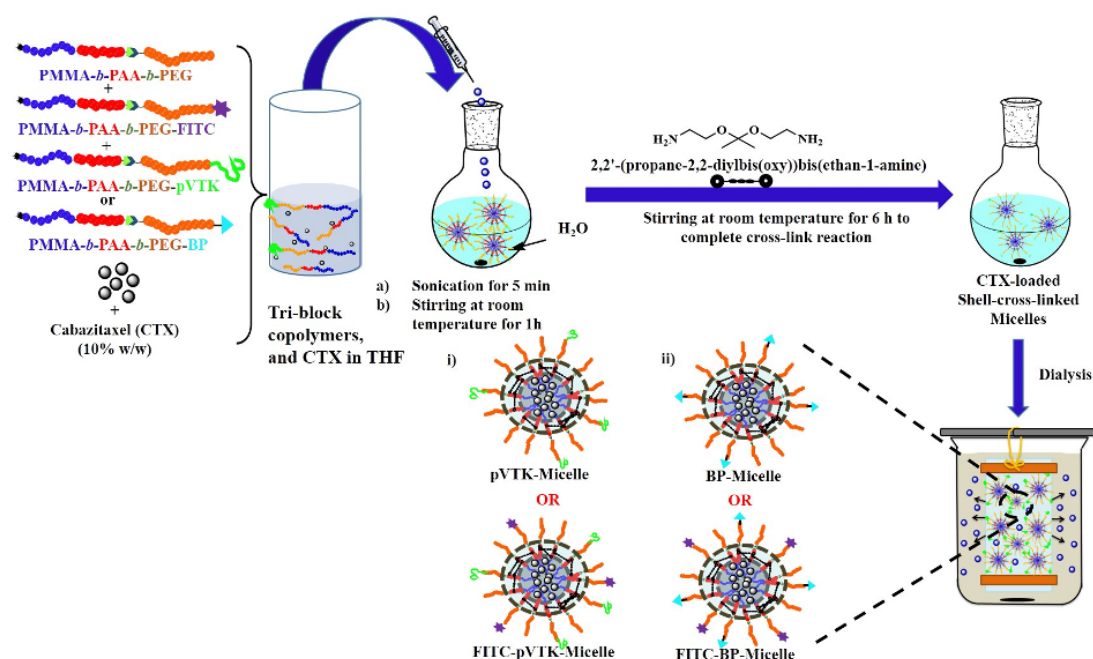 PMMA-b-PAA-b-PEG
+
PMMA-b-PAA-b-PEG-FITC
+
PMMA-b-PAA-b-PEG-pVTK
or
PMMA-b-PAA-b-PEG-BP
+
Cabazitaxel (CTX)
(10% w/w)
Tri-block
copolymers,
and CTX in THF
H₂O
a) Sonication for 5 min
b) Stirring at room
temperature for 1h
H₂N
O
O
NH₂
2,2'-(propane-2,2-diylbis(oxy))bis(ethan-1-amine)
Stirring at room temperature for 6 h to
complete cross-link reaction
CTX-loaded
Shell-cross-linked
Micelles
Dialysis
i)
pVTK-Micelle
OR
FITC-pVTK-Micelle
ii)
BP-Micelle
OR
FITC-BP-Micelle